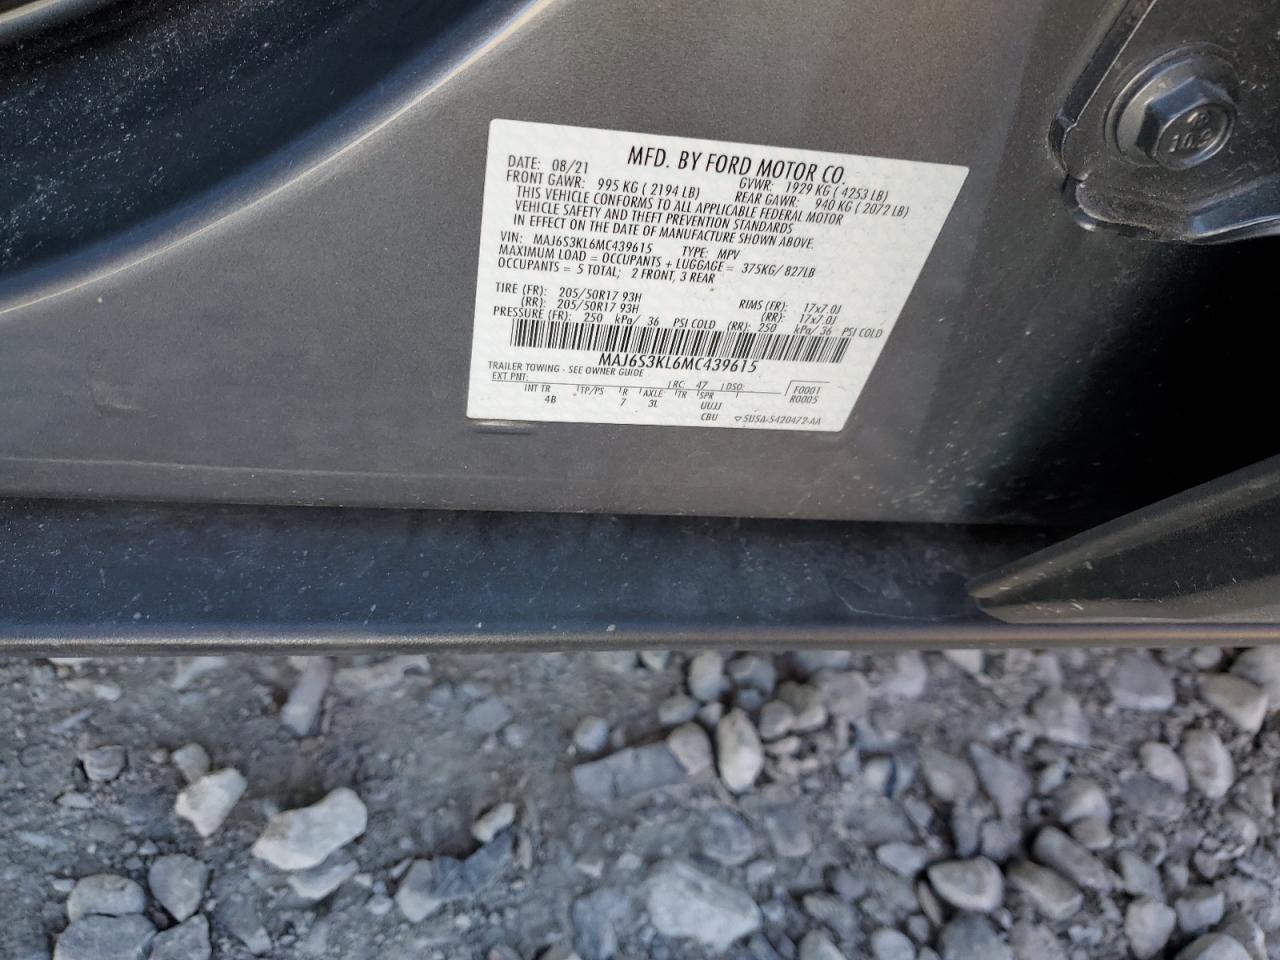 MFD. BY FORD MOTOR CO.
DATE: 08/21 GVWR: 1929 KG ( 4253 LB)
FRONT GAWR: 995 KG ( 2194 LB) REAR GAWR: 940 KG ( 2072 LB)
THIS VEHICLE CONFORMS TO ALL APPLICABLE FEDERAL MOTOR
VEHICLE SAFETY AND THEFT PREVENTION STANDARDS
IN EFFECT ON THE DATE OF MANUFACTURE SHOWN ABOVE.
VIN: MAJ6S3KL6MC439615 TYPE: MPV
MAXIMUM LOAD = OCCUPANTS + LUGGAGE = 375KG/ 827LB
OCCUPANTS = 5 TOTAL; 2 FRONT, 3 REAR
TIRE (FR): 205/50R17 93H RIMS (FR): 17x7.0J
(RR): 205/50R17 93H (RR): 17x7.0J
PRESSURE (FR): 250 kPa/ 36 PSI COLD (RR): 250 kPa/ 36 PSI COLD
MAJ6S3KL6MC439615
TRAILER TOWING - SEE OWNER GUIDE
EXT PNT: RC: 47 DSO: F0001
INT TR TP/PS R AXLE TR SPR R0005
4B 7 3L UUJJ
CBU 5U5A-5420472-AA
10.9